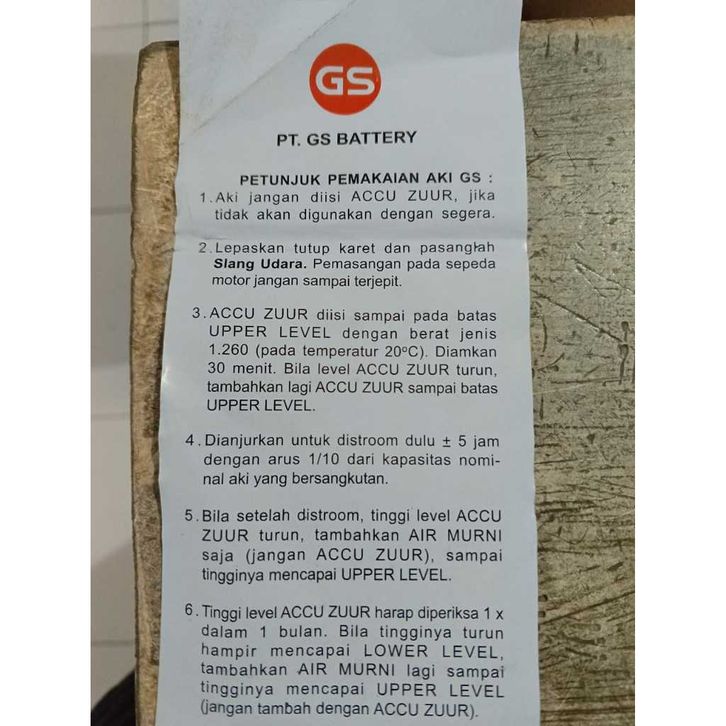 GS
PT. GS BATTERY
PETUNJUK PEMAKAIAN AKI GS :
1. Aki jangan diisi ACCU ZUUR, jika
tidak akan digunakan dengan segera.
2. Lepaskan tutup karet dan pasanglah
Slang Udara. Pemasangan pada sepeda
motor jangan sampai terjepit.
3. ACCU ZUUR diisi sampai pada batas
UPPER LEVEL dengan berat jenis
1.260 (pada temperatur 20ºC). Diamkan
30 menit. Bila level ACCU ZUUR turun,
tambahkan lagi ACCU ZUUR sampai batas
UPPER LEVEL.
4. Dianjurkan untuk distroom dulu ± 5 jam
dengan arus 1/10 dari kapasitas nomi-
nal aki yang bersangkutan.
5. Bila setelah distroom, tinggi level ACCU
ZUUR turun, tambahkan AIR MURNI
saja (jangan ACCU ZUUR), sampai
tingginya mencapai UPPER LEVEL.
6. Tinggi level ACCU ZUUR harap diperiksa 1 x
dalam 1 bulan. Bila tingginya turun
hampir mencapai LOWER LEVEL,
tambahkan AIR MURNI lagi sampai
tingginya mencapai UPPER LEVEL
(jangan tambah dengan ACCU ZUUR).